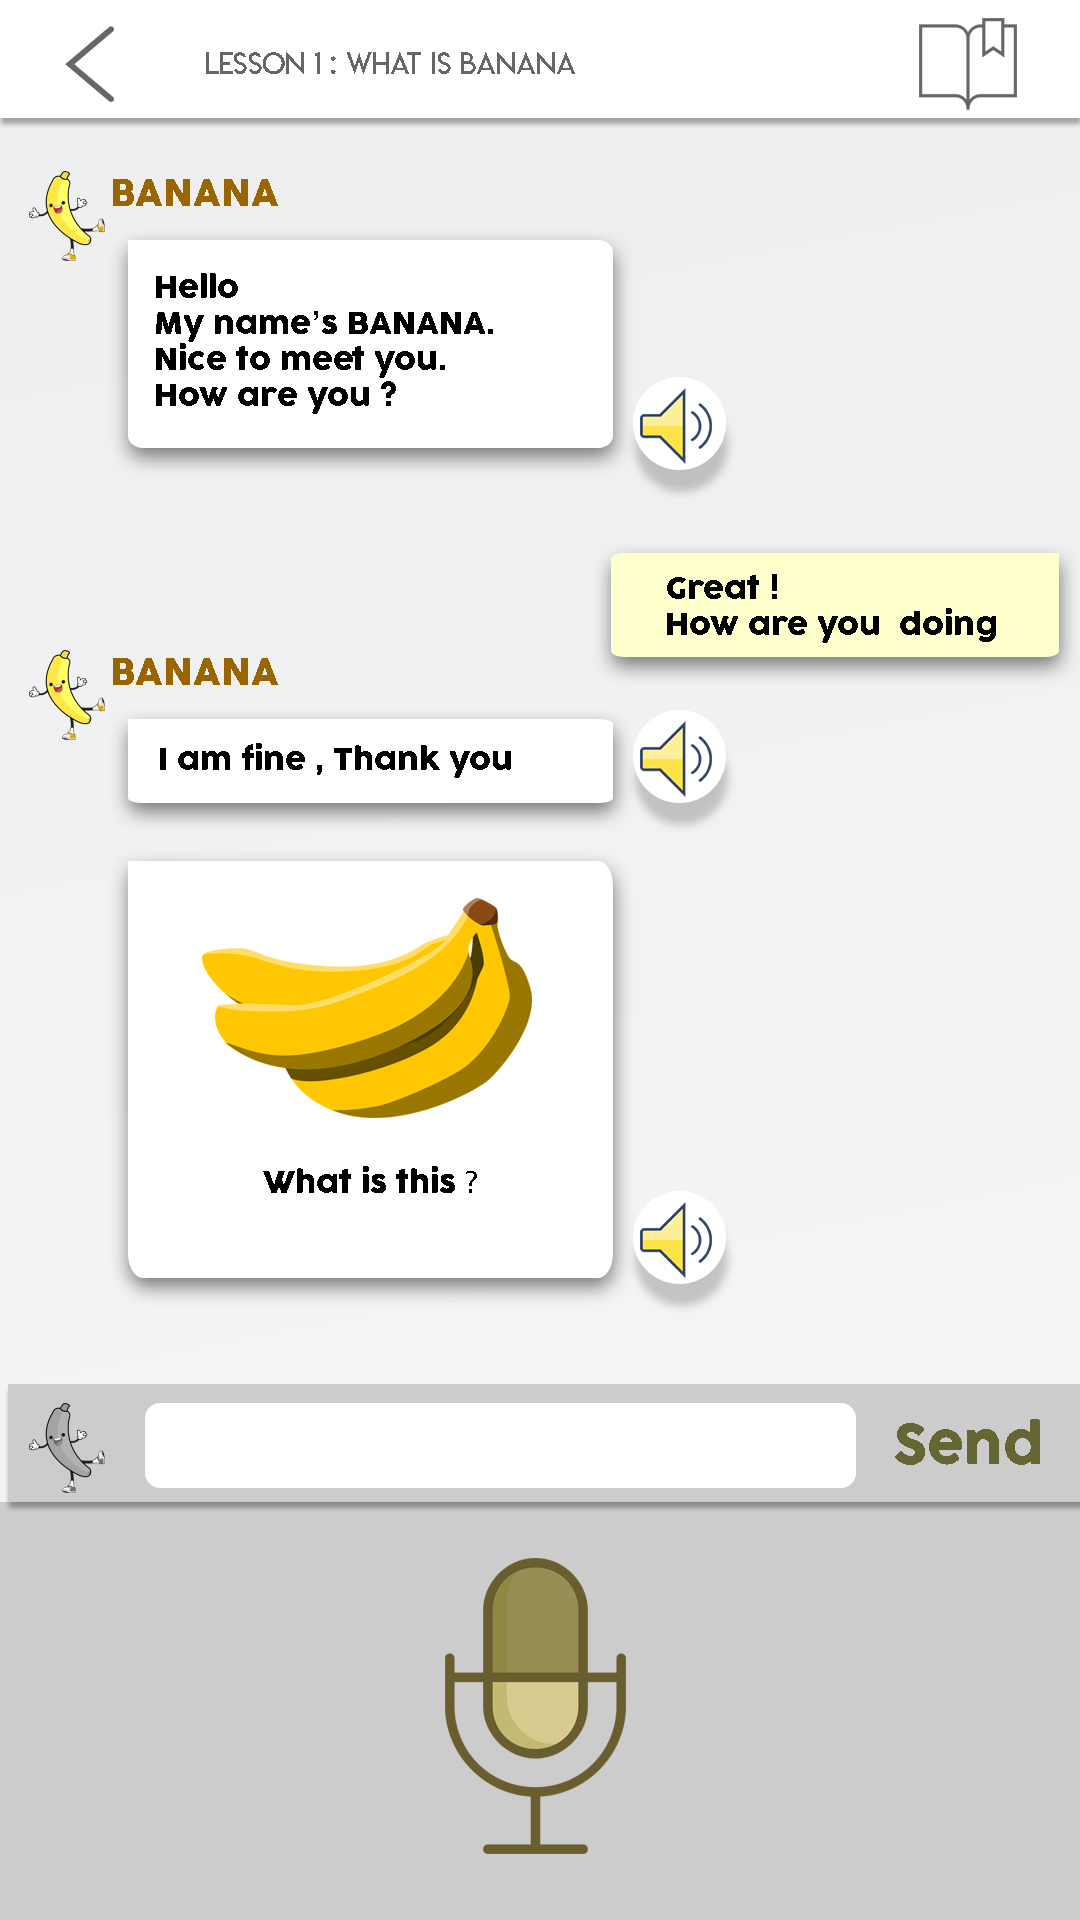 LESSON 1 : WHAT IS BANANA
BANANA
Hello
My name's BANANA.
Nice to meet you.
How are you ?
Great !
How are you  doing
BANANA
I am fine , Thank you
What is this ?
Send